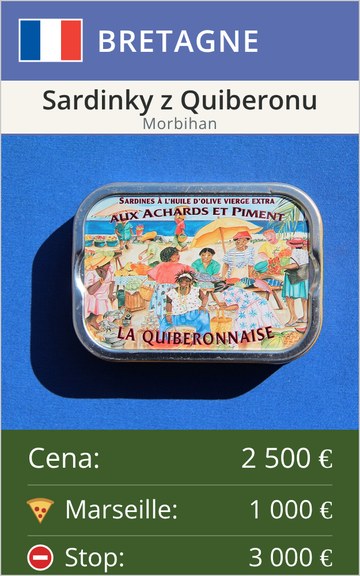 BRETAGNE
Sardinky z Quiberonu
Morbihan
SARDINES À L'HUILE D'OLIVE VIERGE EXTRA
AUX ACHARDS ET PIMENT
LA QUIBERONNAISE
Cena: 2 500 €
Marseille: 1 000 €
Stop: 3 000 €